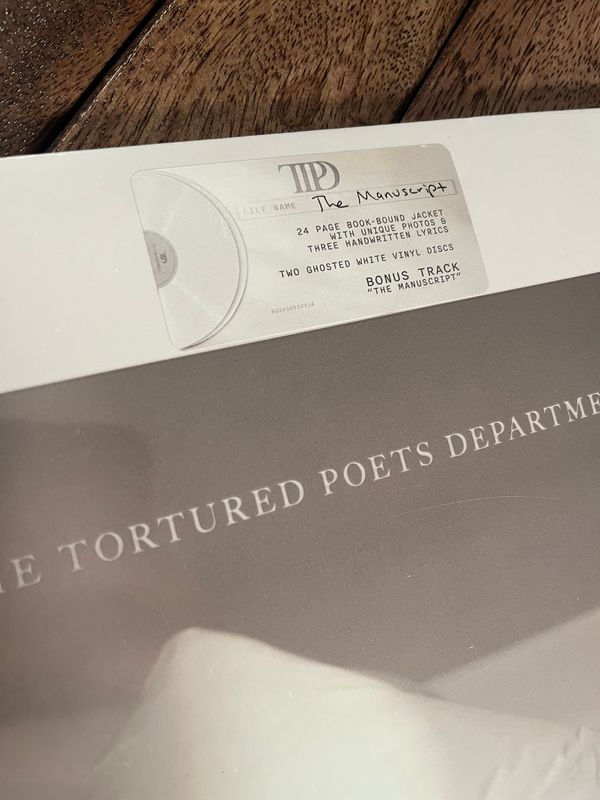 TTPD
FILE NAME: The Manuscript
24 PAGE BOOK-BOUND JACKET
WITH UNIQUE PHOTOS &
THREE HANDWRITTEN LYRICS
TWO GHOSTED WHITE VINYL DISCS
BONUS TRACK
"THE MANUSCRIPT"
HE TORTURED POETS DEPARTME